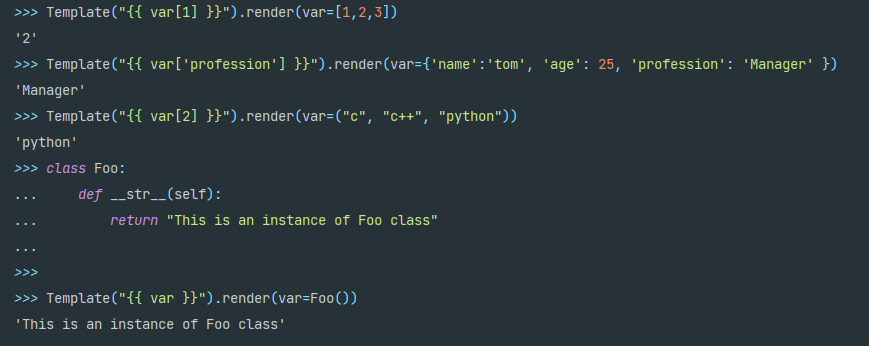 >>> Template("{{ var[1] }}").render(var=[1,2,3])
'2'
>>> Template("{{ var['profession'] }}").render(var={'name':'tom', 'age': 25, 'profession': 'Manager' })
'Manager'
>>> Template("{{ var[2] }}").render(var=("c", "c++", "python"))
'python'
>>> class Foo:
...     def __str__(self):
...         return "This is an instance of Foo class"
...
>>>
>>> Template("{{ var }}").render(var=Foo())
'This is an instance of Foo class'